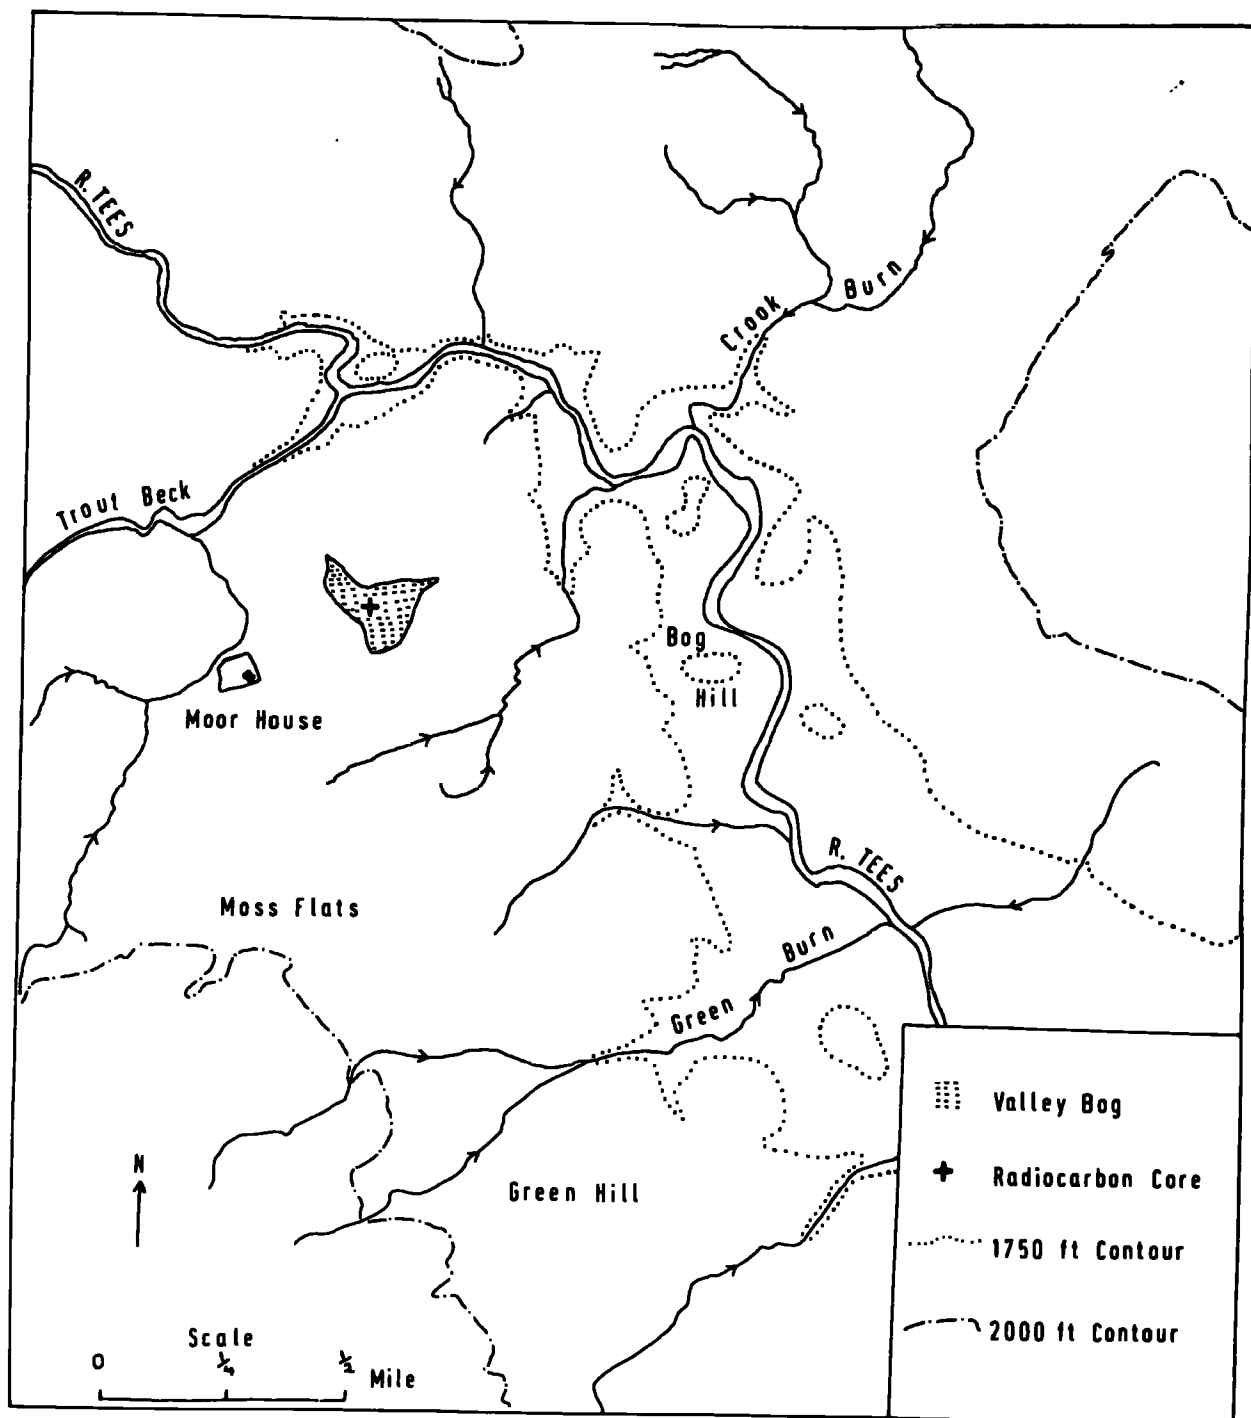 R. TEES
Burn
Crook
Trout Beck
Bog
Hill
Moor House
R. TEES
Moss Flats
Burn
Green
Valley Bog
N
Radiocarbon Core
Green Hill
1750 ft Contour
2000 ft Contour
Scale
0 ¼ ½
Mile